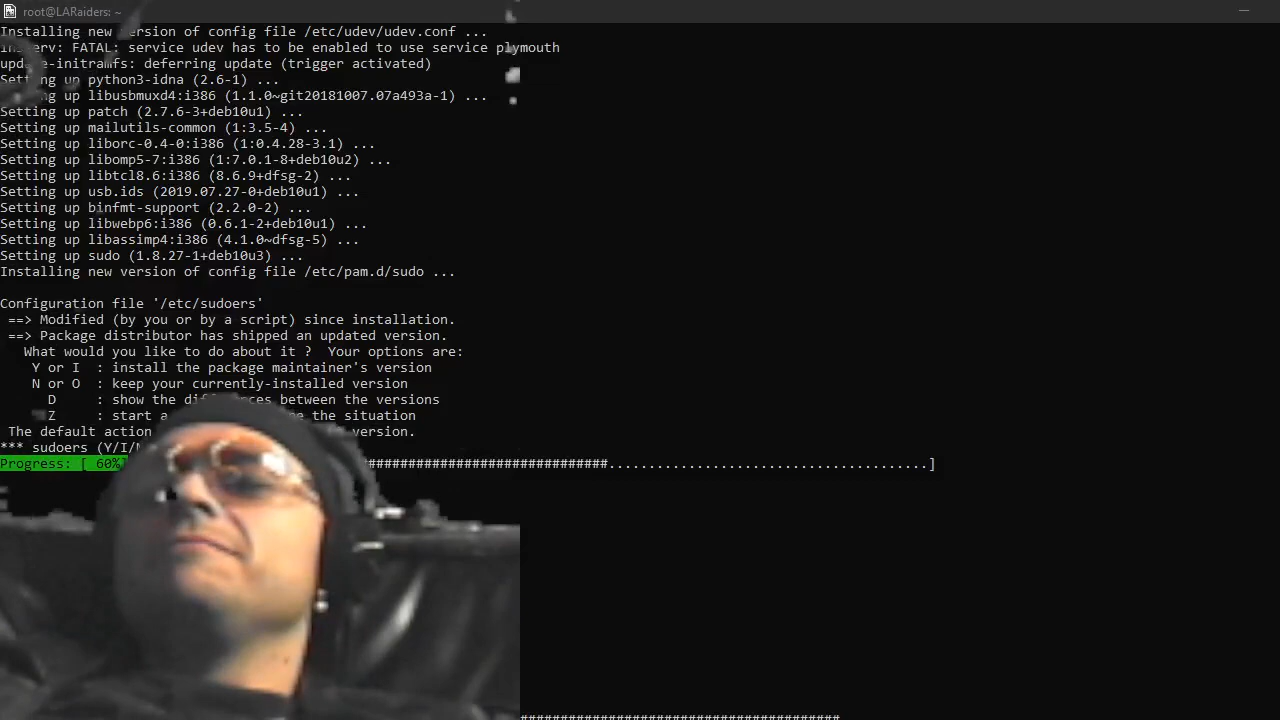 root@LARaiders: ~
Installing new version of config file /etc/udev/udev.conf ...
insserv: FATAL: service udev has to be enabled to use service plymouth
update-initramfs: deferring update (trigger activated)
Setting up python3-idna (2.6-1) ...
Setting up libusbmuxd4:i386 (1.1.0~git20181007.07a493a-1) ...
Setting up patch (2.7.6-3+deb10u1) ...
Setting up mailutils-common (1:3.5-4) ...
Setting up liborc-0.4-0:i386 (1:0.4.28-3.1) ...
Setting up libomp5-7:i386 (1:7.0.1-8+deb10u2) ...
Setting up libtcl8.6:i386 (8.6.9+dfsg-2) ...
Setting up usb.ids (2019.07.27-0+deb10u1) ...
Setting up binfmt-support (2.2.0-2) ...
Setting up libwebp6:i386 (0.6.1-2+deb10u1) ...
Setting up libassimp4:i386 (4.1.0~dfsg-5) ...
Setting up sudo (1.8.27-1+deb10u3) ...
Installing new version of config file /etc/pam.d/sudo ...
Configuration file '/etc/sudoers'
==> Modified (by you or by a script) since installation.
==> Package distributor has shipped an updated version.
What would you like to do about it ?  Your options are:
Y or I  : install the package maintainer's version
N or O  : keep your currently-installed version
D     : show the differences between the versions
Z     : start a the situation
The default action version.
*** sudoers (Y/I/
Progress: [ 60%] ##############################......................................]
########################################